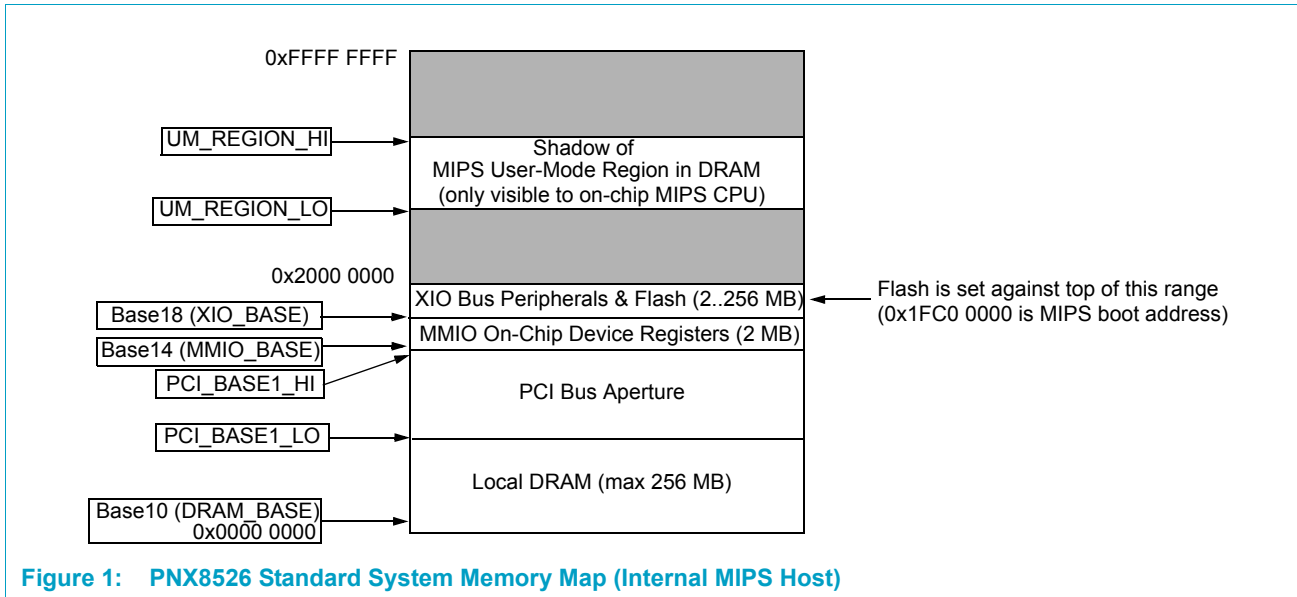 0xFFFF FFFF
UM_REGION_HI
Shadow of
MIPS User-Mode Region in DRAM
(only visible to on-chip MIPS CPU)
UM_REGION_LO
0x2000 0000
XIO Bus Peripherals & Flash (2..256 MB)
Flash is set against top of this range
(0x1FC0 0000 is MIPS boot address)
Base18 (XIO_BASE)
MMIO On-Chip Device Registers (2 MB)
Base14 (MMIO_BASE)
PCI_BASE1_HI
PCI Bus Aperture
PCI_BASE1_LO
Local DRAM (max 256 MB)
Base10 (DRAM_BASE)
0x0000 0000
Figure 1: PNX8526 Standard System Memory Map (Internal MIPS Host)